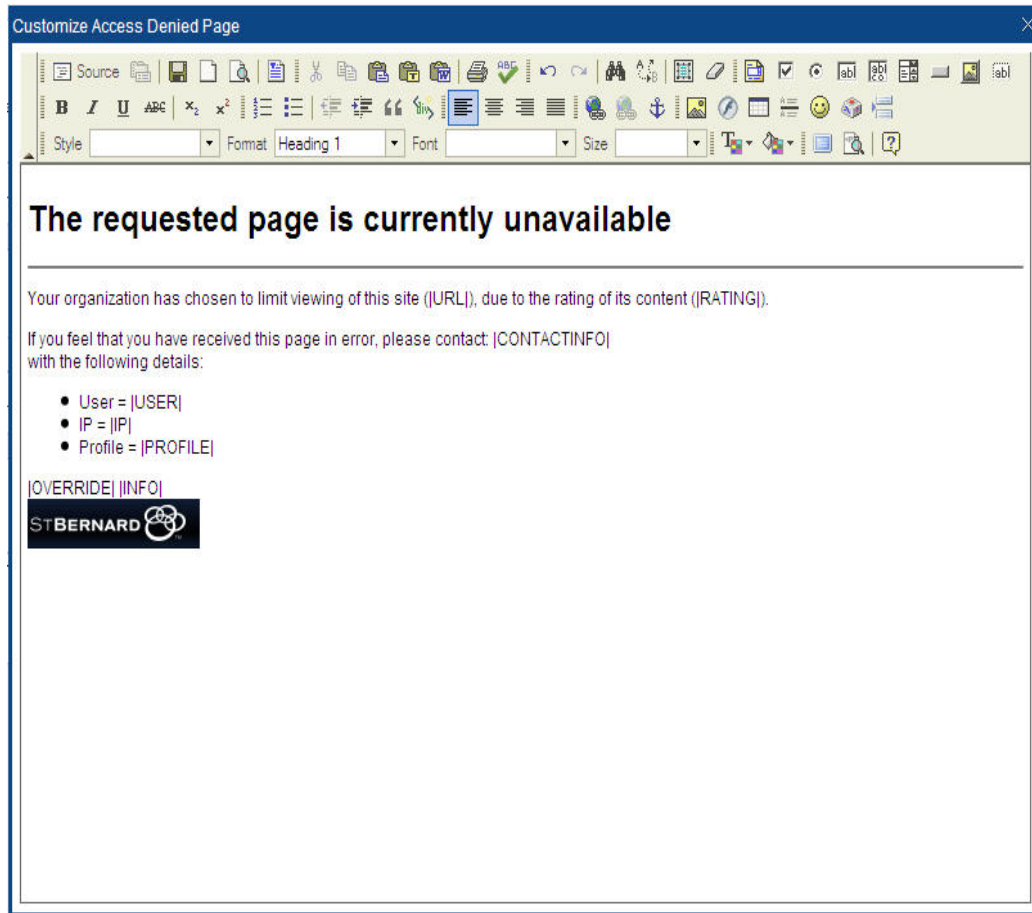 Customize Access Denied Page
Source
B I U ABC x₂ x²
Style Format Heading 1 Font Size
The requested page is currently unavailable
Your organization has chosen to limit viewing of this site (|URL|), due to the rating of its content (|RATING|).
If you feel that you have received this page in error, please contact: |CONTACTINFO|
with the following details:
• User = |USER|
• IP = |IP|
• Profile = |PROFILE|
|OVERRIDE| |INFO|
STBERNARD